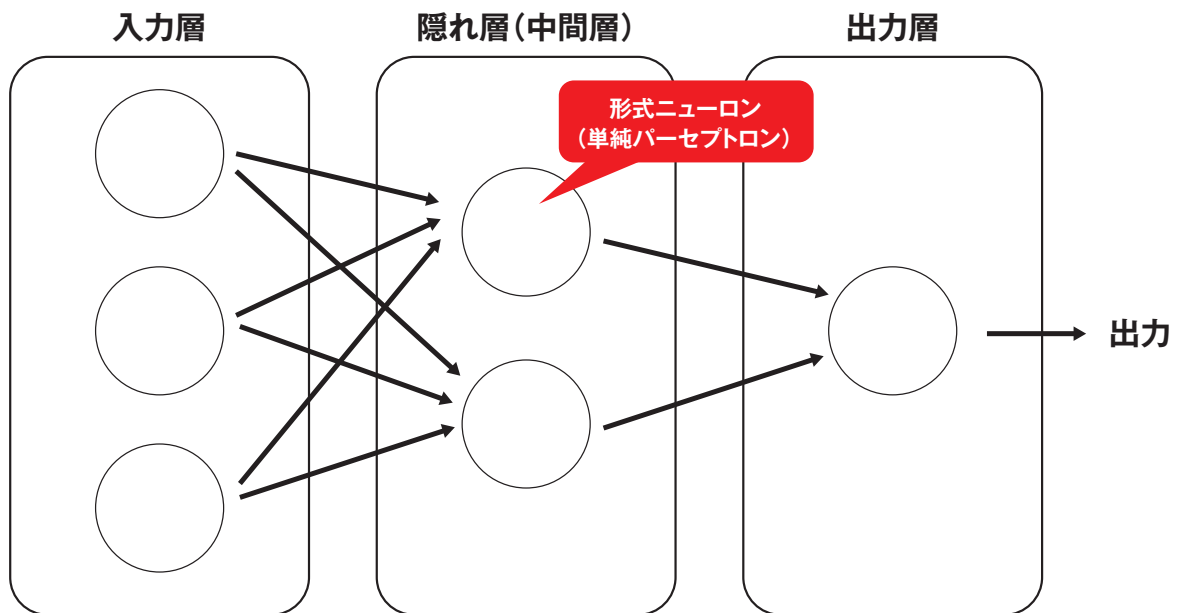 入力層
隠れ層（中間層）
出力層
形式ニューロン
（単純パーセプトロン）
出力